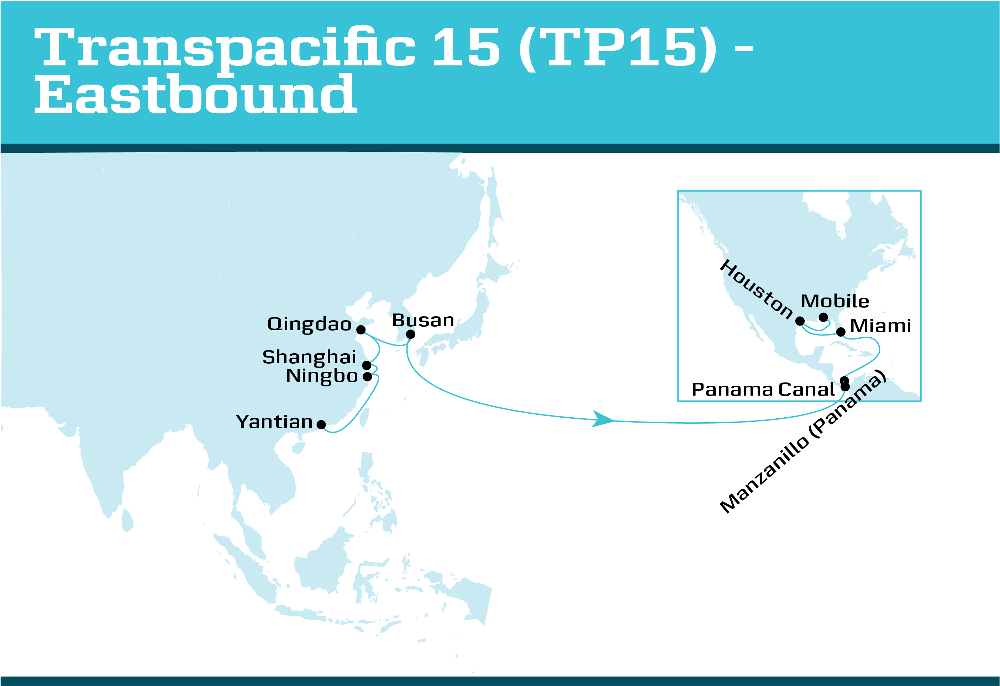 Transpacific 15 (TP15) -
Eastbound
Houston
Mobile
Miami
Qingdao
Busan
Shanghai
Ningbo
Panama Canal
Yantian
Manzanillo (Panama)